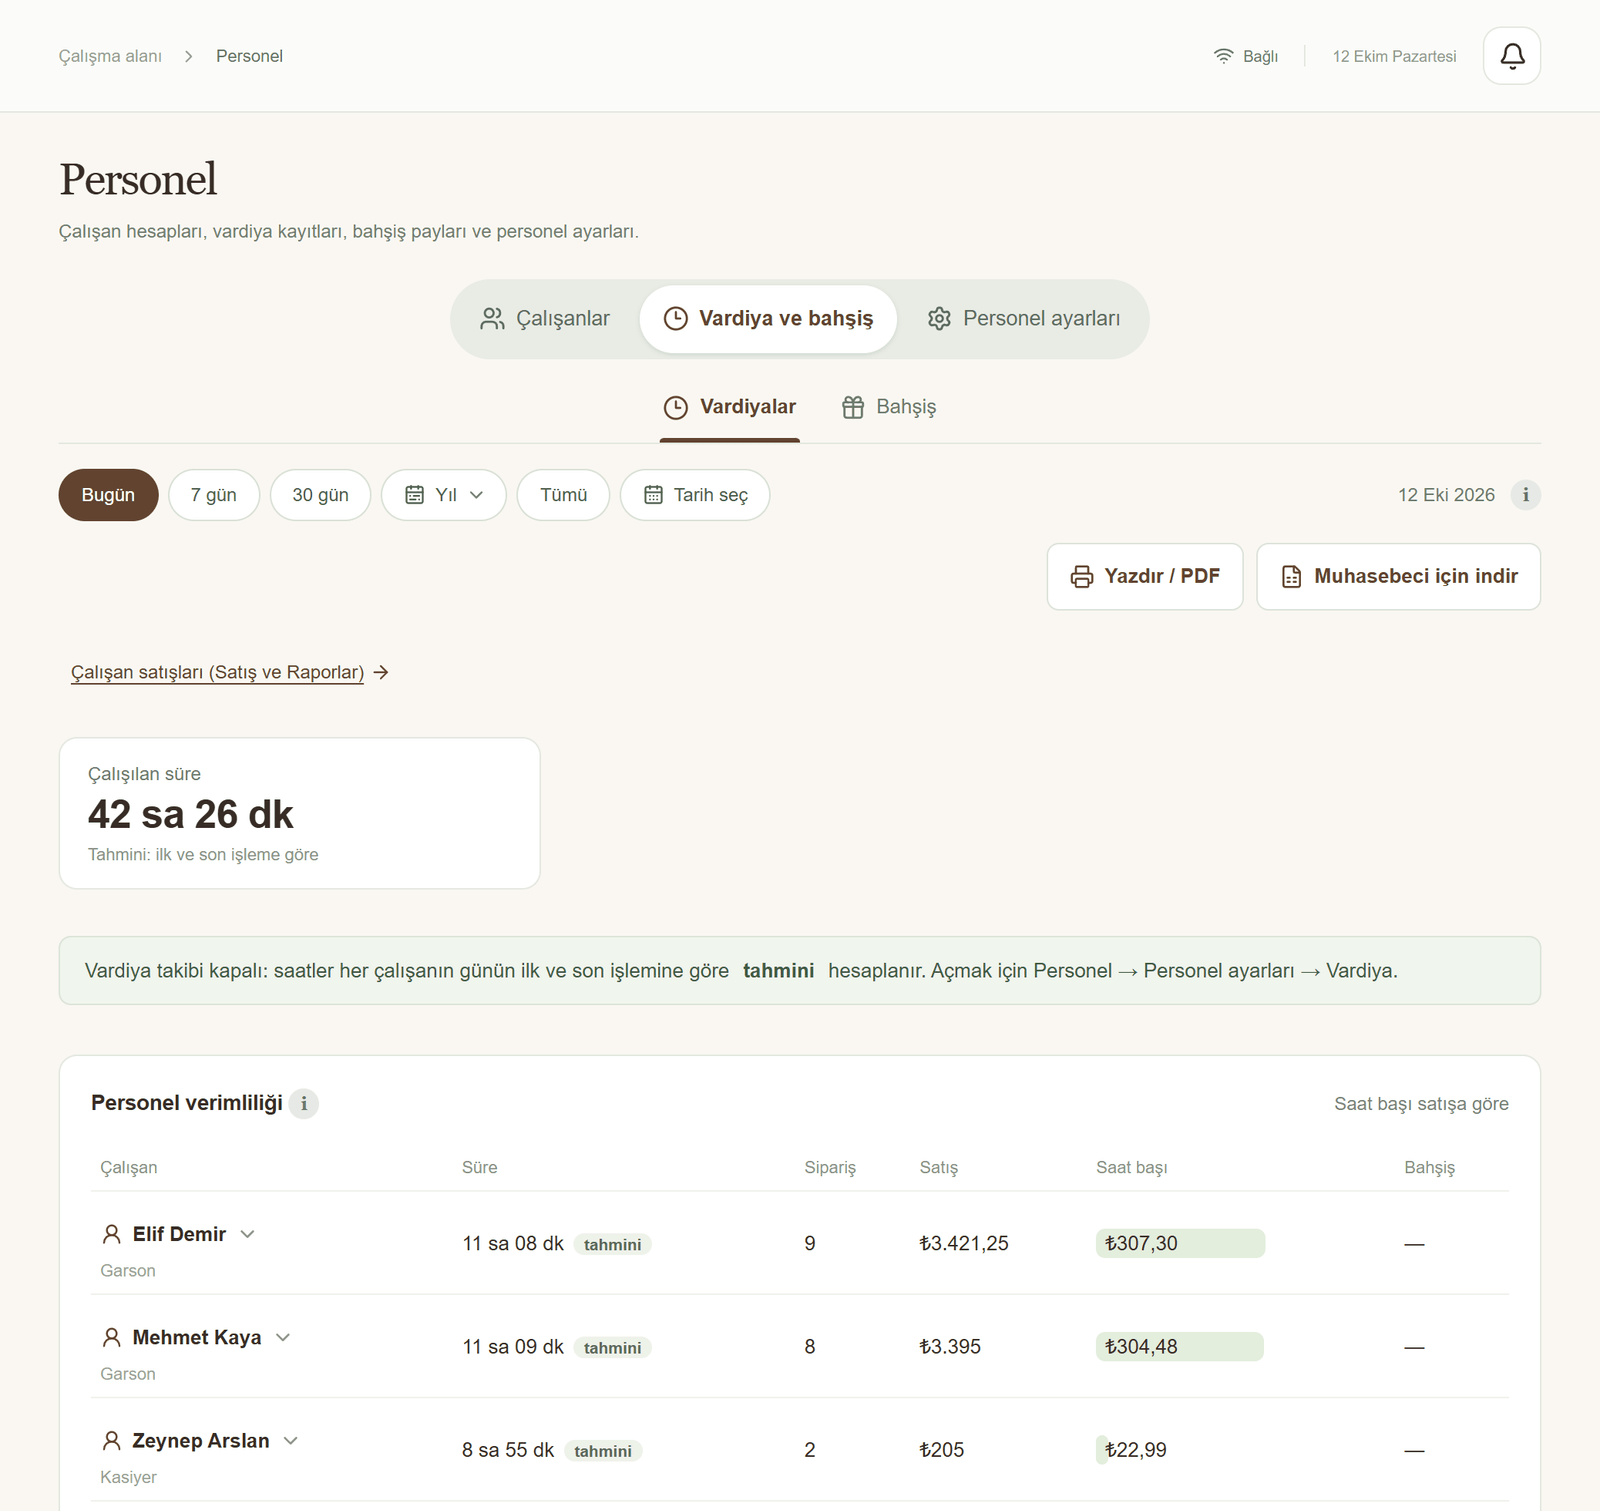 Çalışma alanı > Personel
Bağlı
12 Ekim Pazartesi
Personel
Çalışan hesapları, vardiya kayıtları, bahşiş payları ve personel ayarları.
Çalışanlar
Vardiya ve bahşiş
Personel ayarları
Vardiyalar
Bahşiş
Bugün
7 gün
30 gün
Yıl
Tümü
Tarih seç
12 Eki 2026
i
Yazdır / PDF
Muhasebeci için indir
Çalışan satışları (Satış ve Raporlar) →
Çalışılan süre
42 sa 26 dk
Tahmini: ilk ve son işleme göre
Vardiya takibi kapalı: saatler her çalışanın günün ilk ve son işlemine göre tahmini hesaplanır. Açmak için Personel → Personel ayarları → Vardiya.
Personel verimliliği i
Saat başı satışa göre
Çalışan Süre Sipariş Satış Saat başı Bahşiş
Elif Demir
Garson
11 sa 08 dk tahmini 9 ₺3.421,25 ₺307,30 —
Mehmet Kaya
Garson
11 sa 09 dk tahmini 8 ₺3.395 ₺304,48 —
Zeynep Arslan
Kasiyer
8 sa 55 dk tahmini 2 ₺205 ₺22,99 —